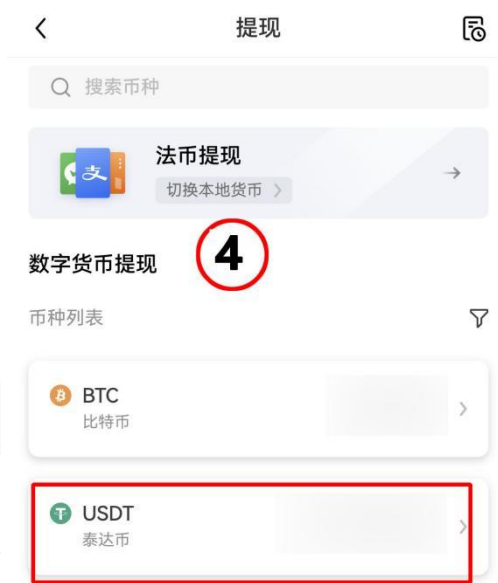 提现
搜索币种
支
法币提现
切换本地货币
4
数字货币提现
币种列表
BTC
比特币
USDT
泰达币